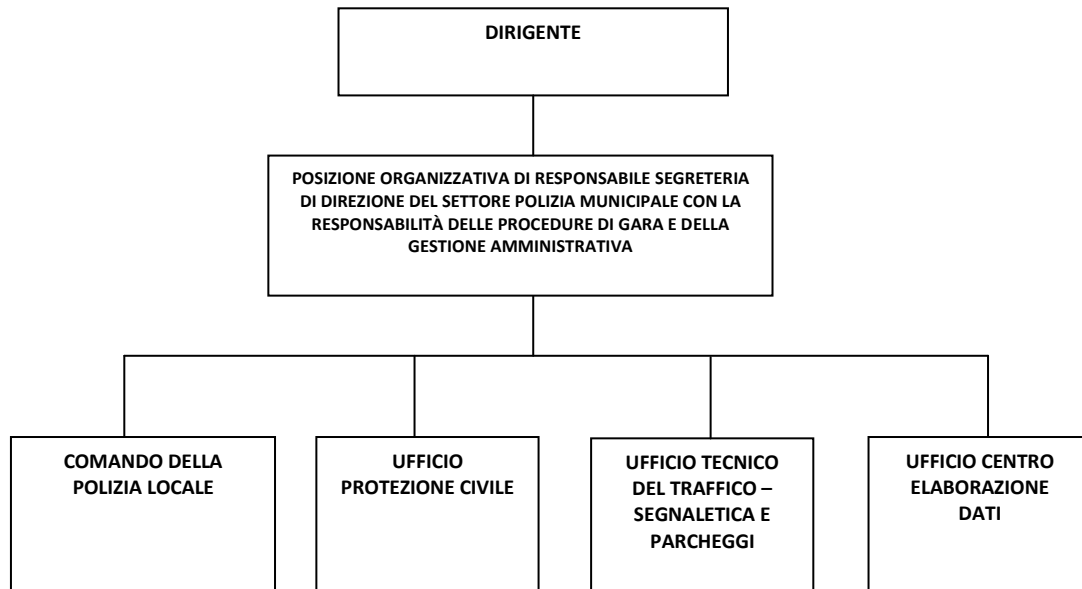 DIRIGENTE
POSIZIONE ORGANIZZATIVA DI RESPONSABILE SEGRETERIA
DI DIREZIONE DEL SETTORE POLIZIA MUNICIPALE CON LA
RESPONSABILITÀ DELLE PROCEDURE DI GARA E DELLA
GESTIONE AMMINISTRATIVA
COMANDO DELLA
POLIZIA LOCALE
UFFICIO
PROTEZIONE CIVILE
UFFICIO TECNICO
DEL TRAFFICO –
SEGNALETICA E
PARCHEGGI
UFFICIO CENTRO
ELABORAZIONE
DATI